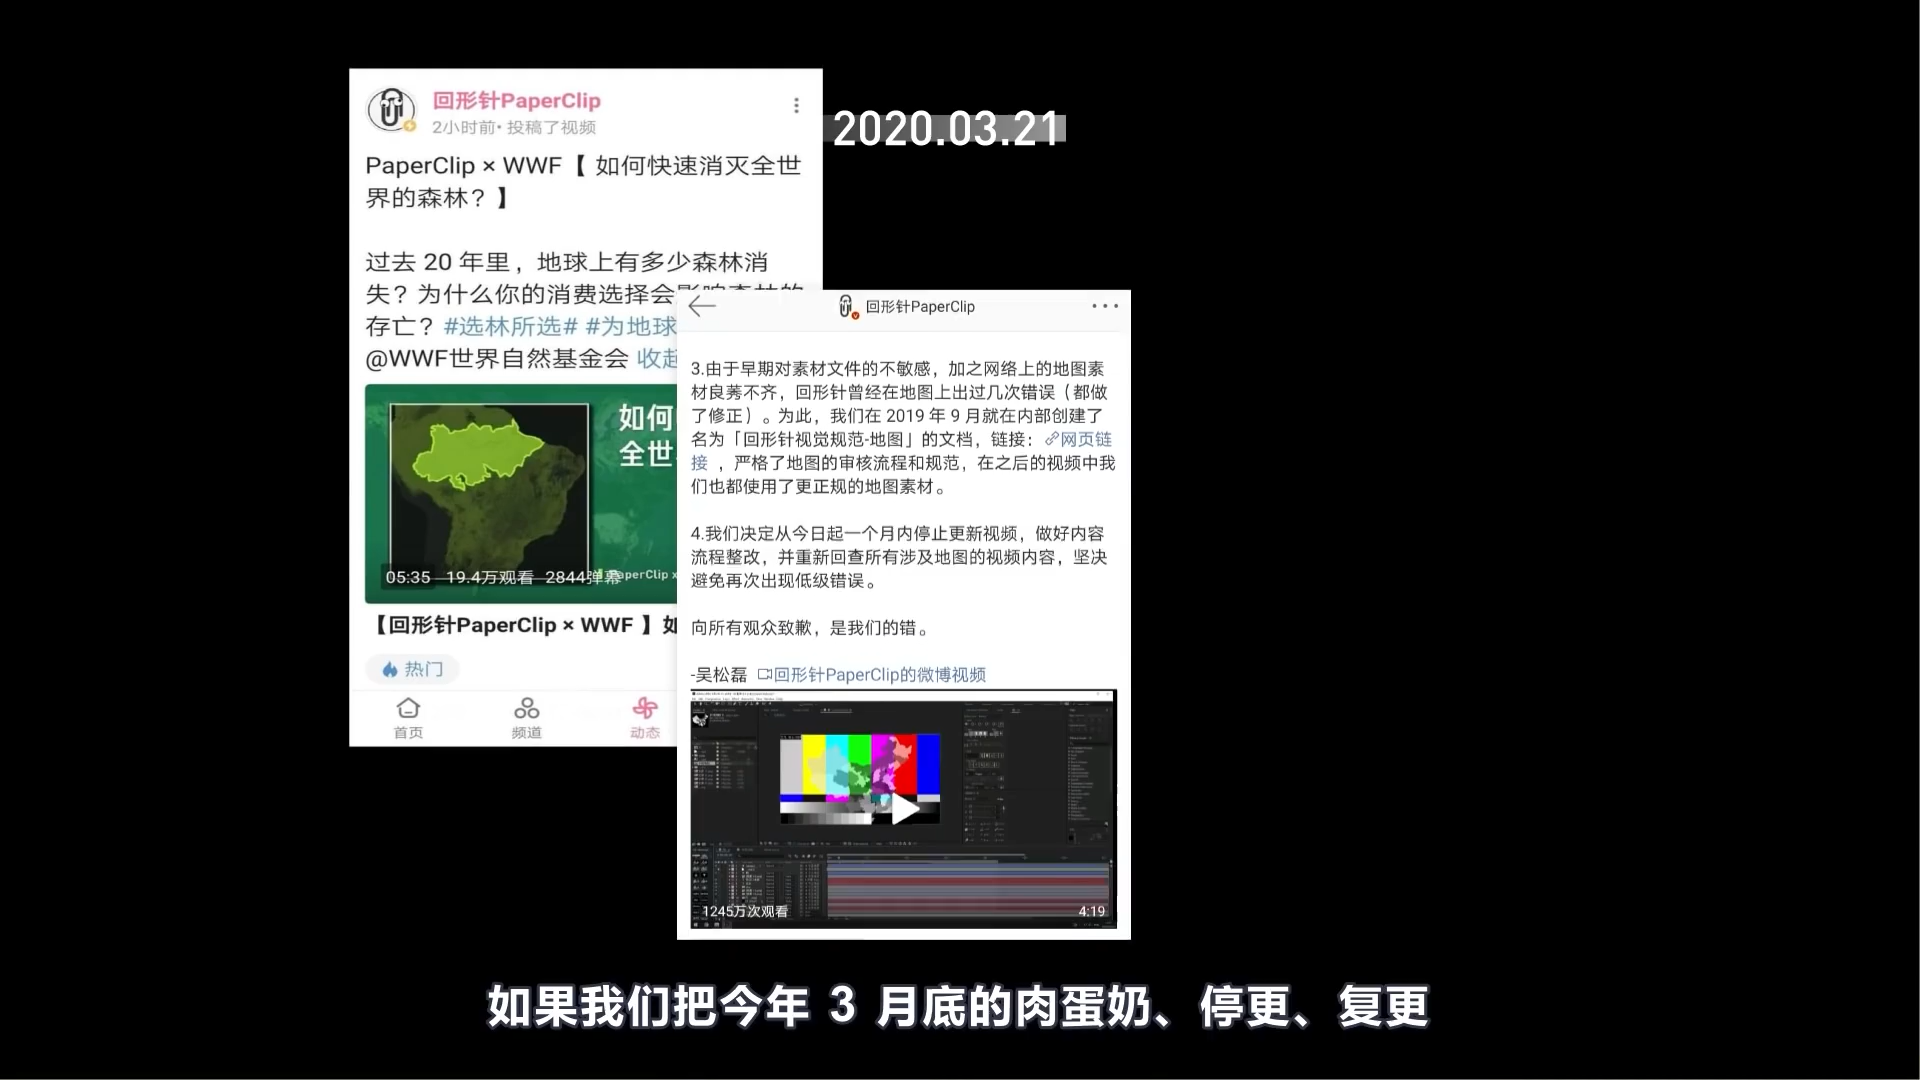 回形针PaperClip
2小时前• 投稿了视频
PaperClip × WWF【 如何快速消灭全世
界的森林？】
过去 20 年里，地球上有多少森林消
失？为什么你的消费选择会影响森林的
存亡？#选林所选# #为地球
@WWF世界自然基金会 收起
如何
全世
05:35 19.4万观看 2844弹幕
PaperClip x
【回形针PaperClip × WWF 】如
热门
首页 频道 动态
2020.03.21
回形针PaperClip
3.由于早期对素材文件的不敏感，加之网络上的地图素
材良莠不齐，回形针曾经在地图上出过几次错误（都做
了修正）。为此，我们在 2019 年 9 月就在内部创建了
名为「回形针视觉规范-地图」的文档，链接：网页链
接 ，严格了地图的审核流程和规范，在之后的视频中我
们也都使用了更正规的地图素材。
4.我们决定从今日起一个月内停止更新视频，做好内容
流程整改，并重新回查所有涉及地图的视频内容，坚决
避免再次出现低级错误。
向所有观众致歉，是我们的错。
-吴松磊 回形针PaperClip的微博视频
1245万次观看 4:19
如果我们把今年 3 月底的肉蛋奶、停更、复更